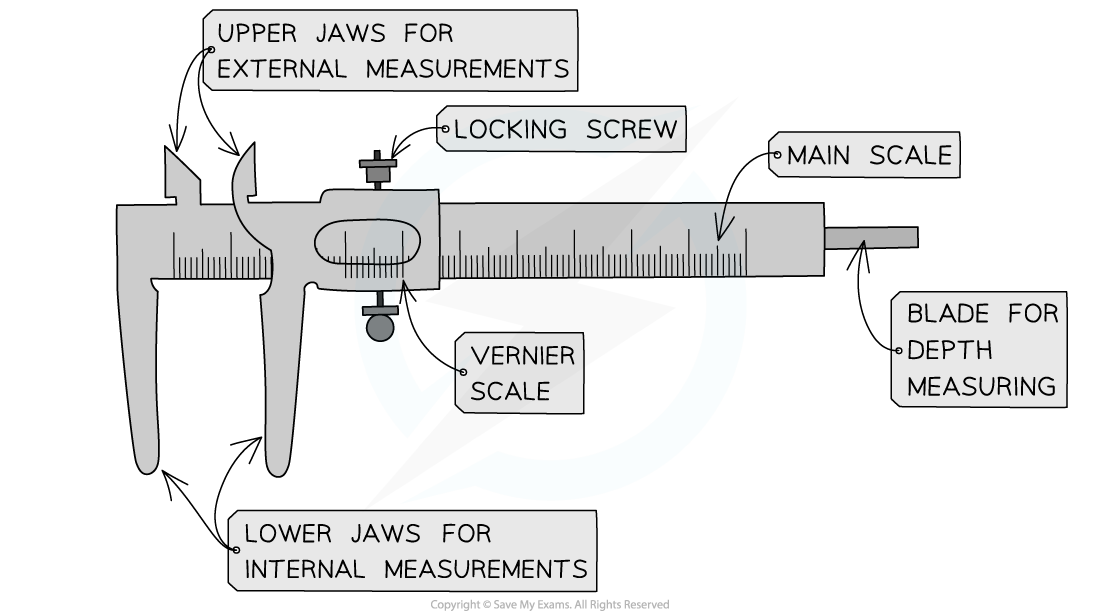 UPPER JAWS FOR
EXTERNAL MEASUREMENTS
LOCKING SCREW
MAIN SCALE
BLADE FOR
DEPTH
MEASURING
VERNIER
SCALE
LOWER JAWS FOR
INTERNAL MEASUREMENTS
Copyright © Save My Exams. All Rights Reserved